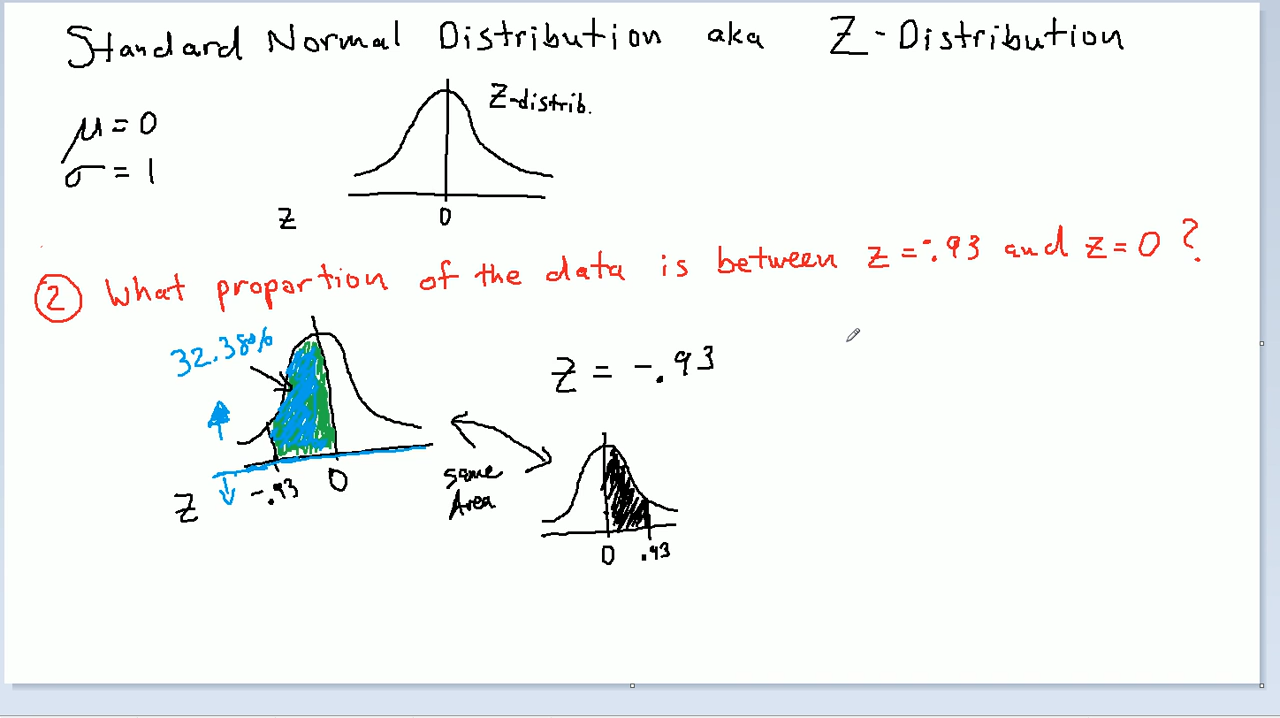 Standard Normal Distribution aka Z-Distribution
Z-distrib.
μ = 0
σ = 1
Z
0
② What proportion of the data is between z = -.93 and z = 0 ?
32.38%
Z = -.93
-.93
0
Z
same
Area
0
.93